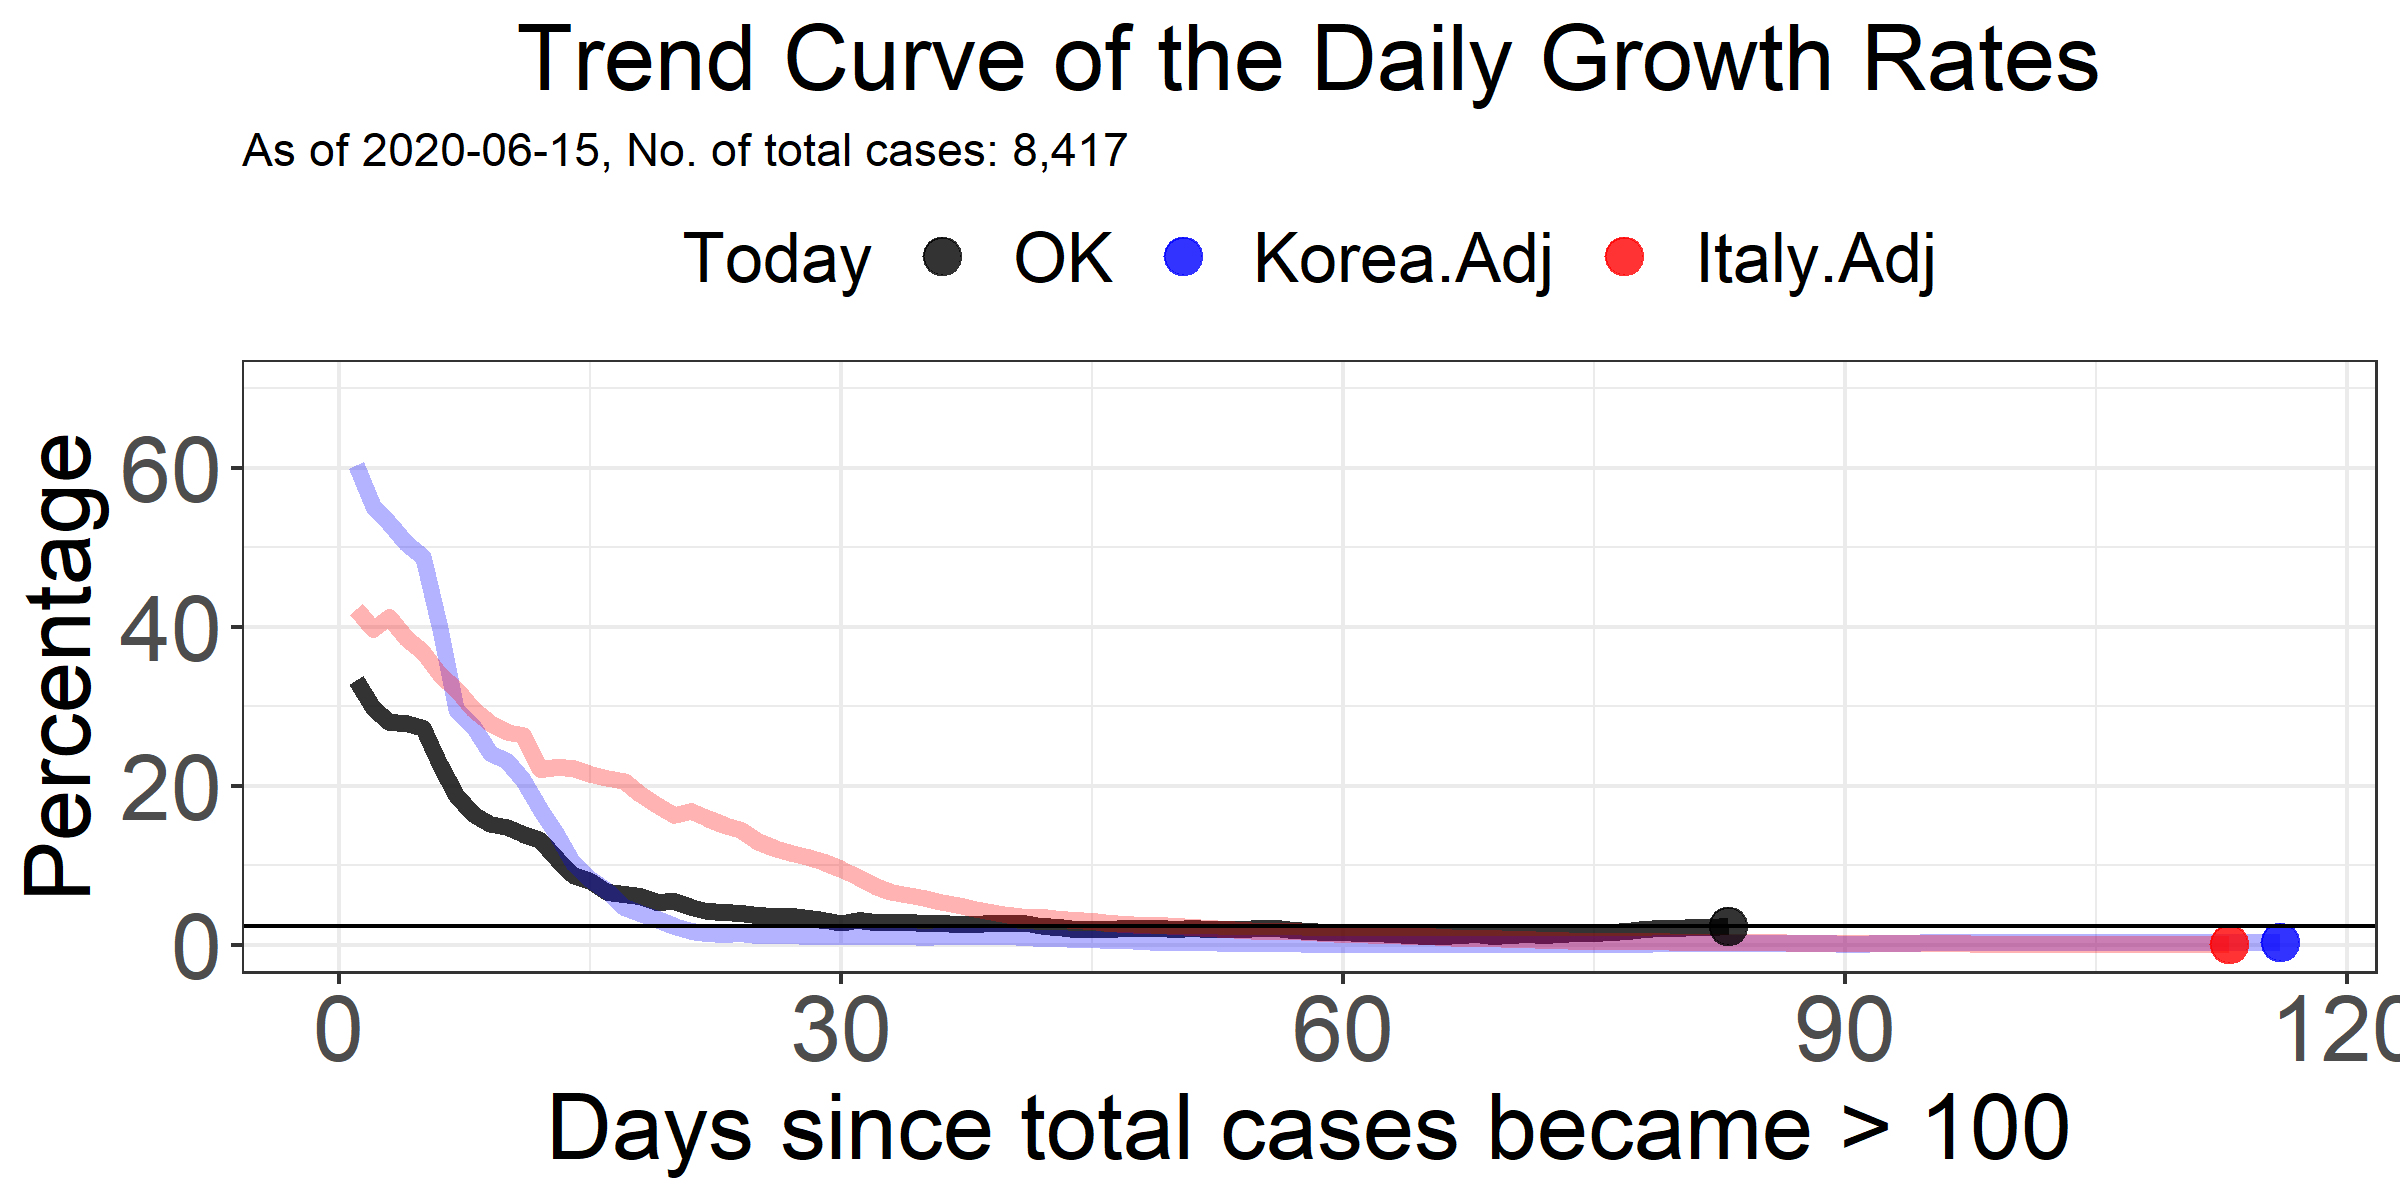 Trend Curve of the Daily Growth Rates
As of 2020-06-15, No. of total cases: 8,417
Today OK Korea.Adj Italy.Adj
Percentage
60
40
20
0
0 30 60 90 120
Days since total cases became > 100